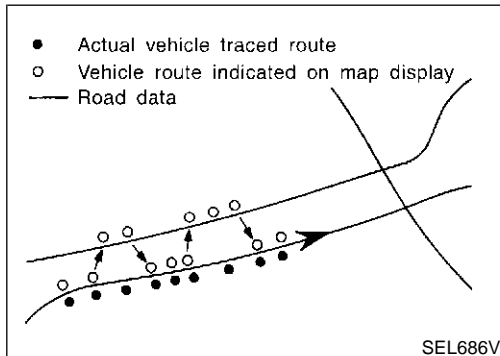 ● Actual vehicle traced route
○ Vehicle route indicated on map display
— Road data
SEL686V